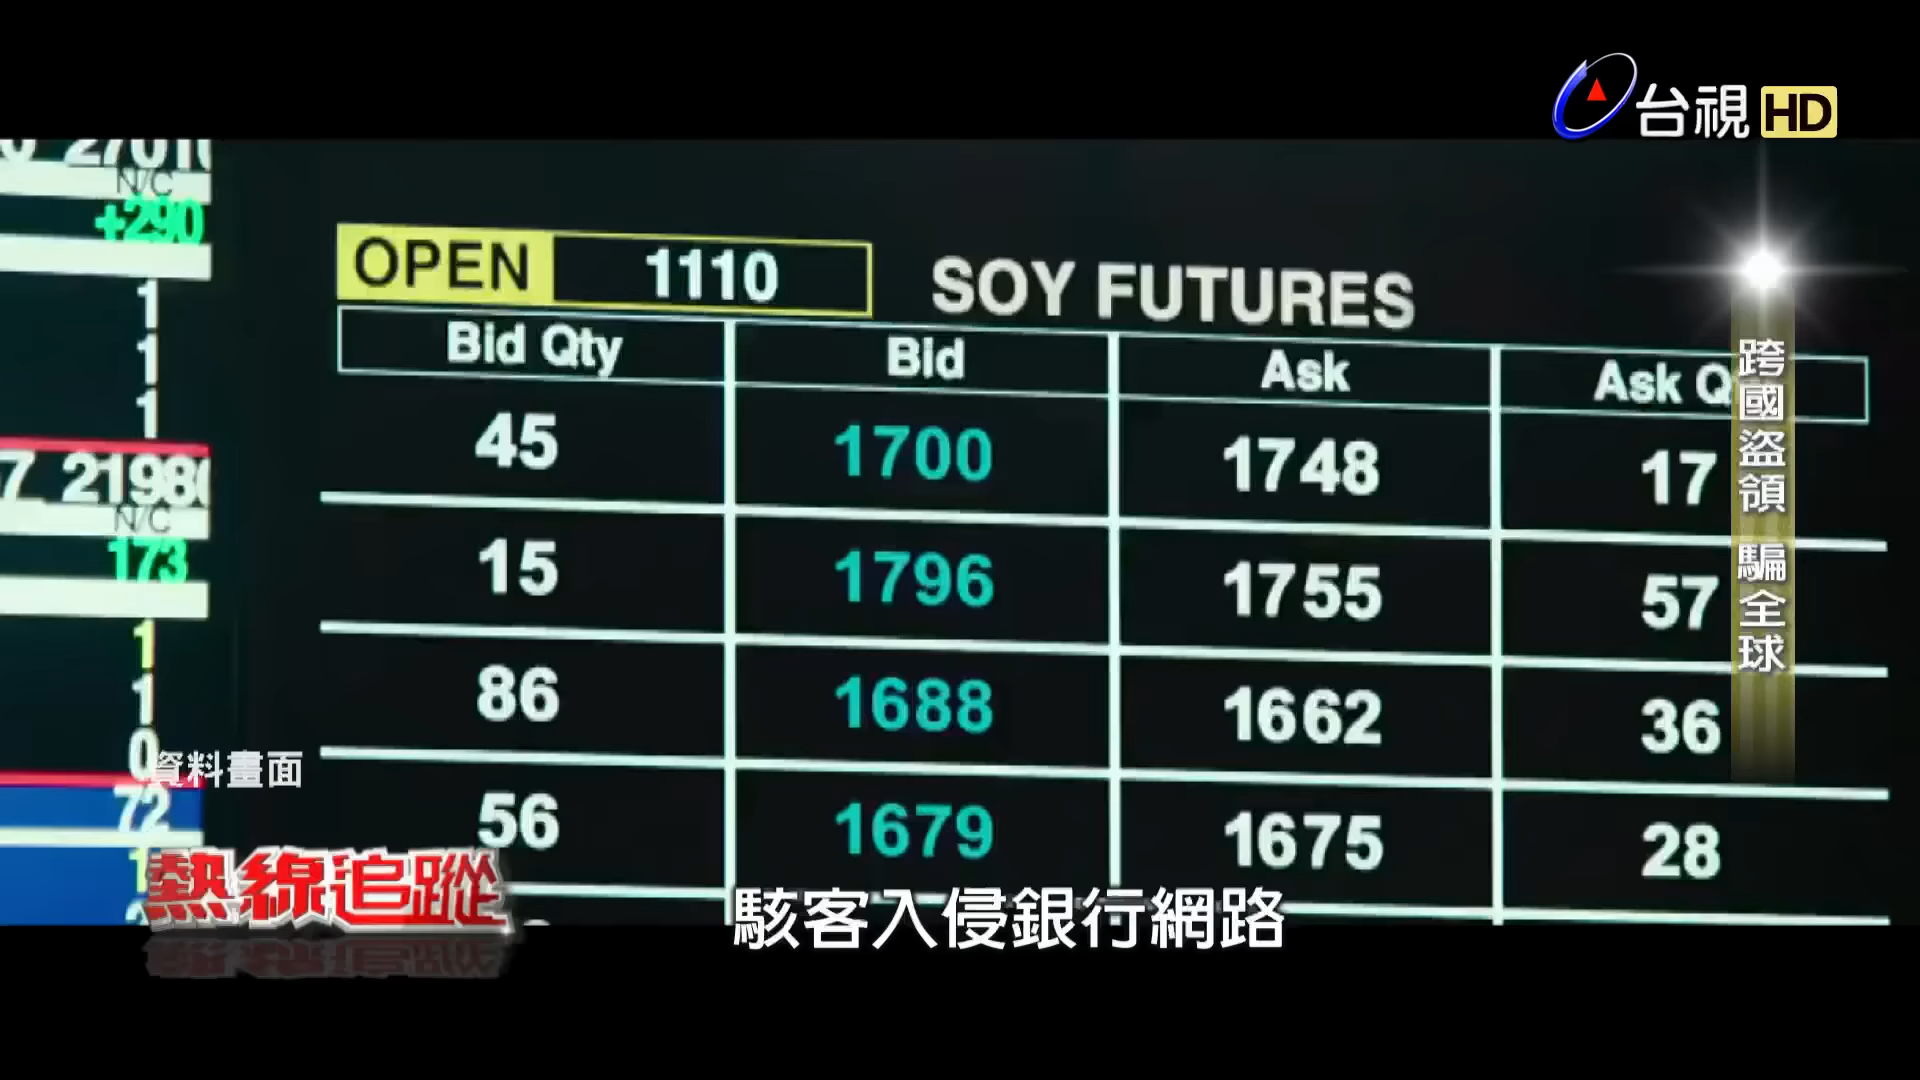 台視HD
N/C
+290
1
1
1
N/C
173
1
1
0
72
OPEN 1110 SOY FUTURES
Bid Qty Bid Ask Ask Q
45 1700 1748 17
15 1796 1755 57
86 1688 1662 36
56 1679 1675 28
跨國盜領 騙全球
資料畫面
熱線追蹤
駭客入侵銀行網路